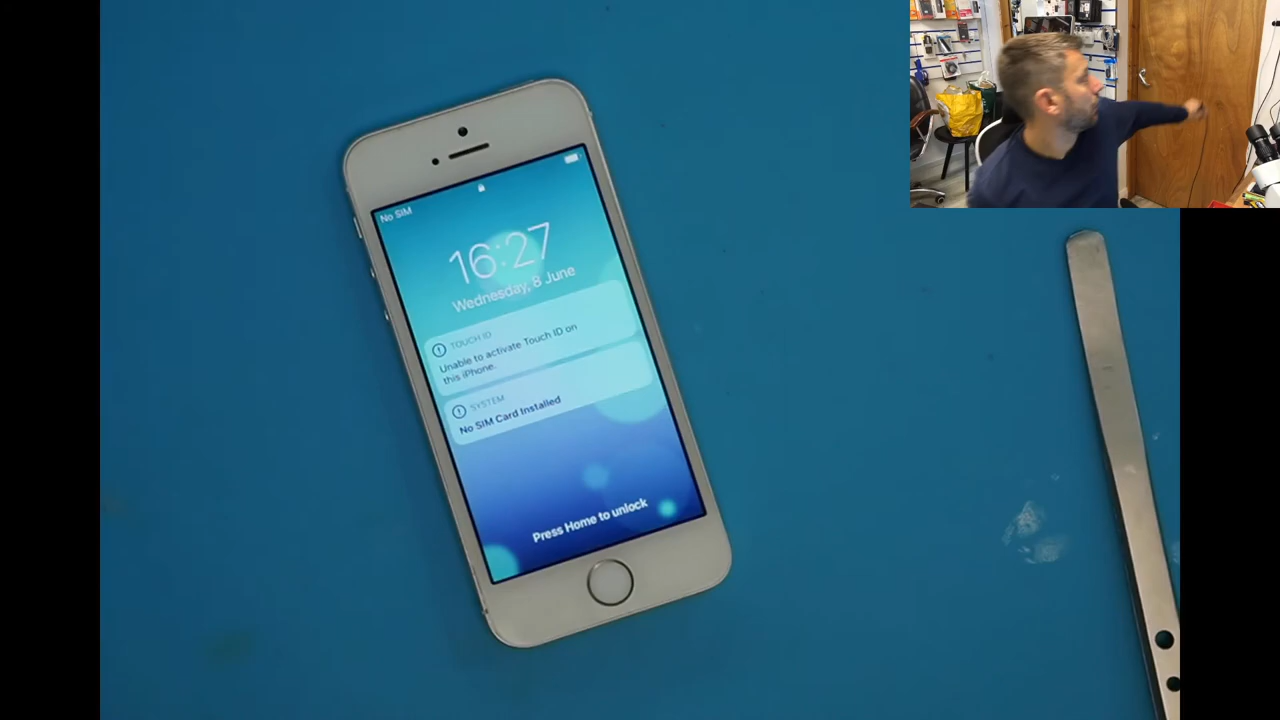 No SIM
16:27
Wednesday, 8 June
TOUCH ID
Unable to activate Touch ID on
this iPhone.
SYSTEM
No SIM Card Installed
Press Home to unlock